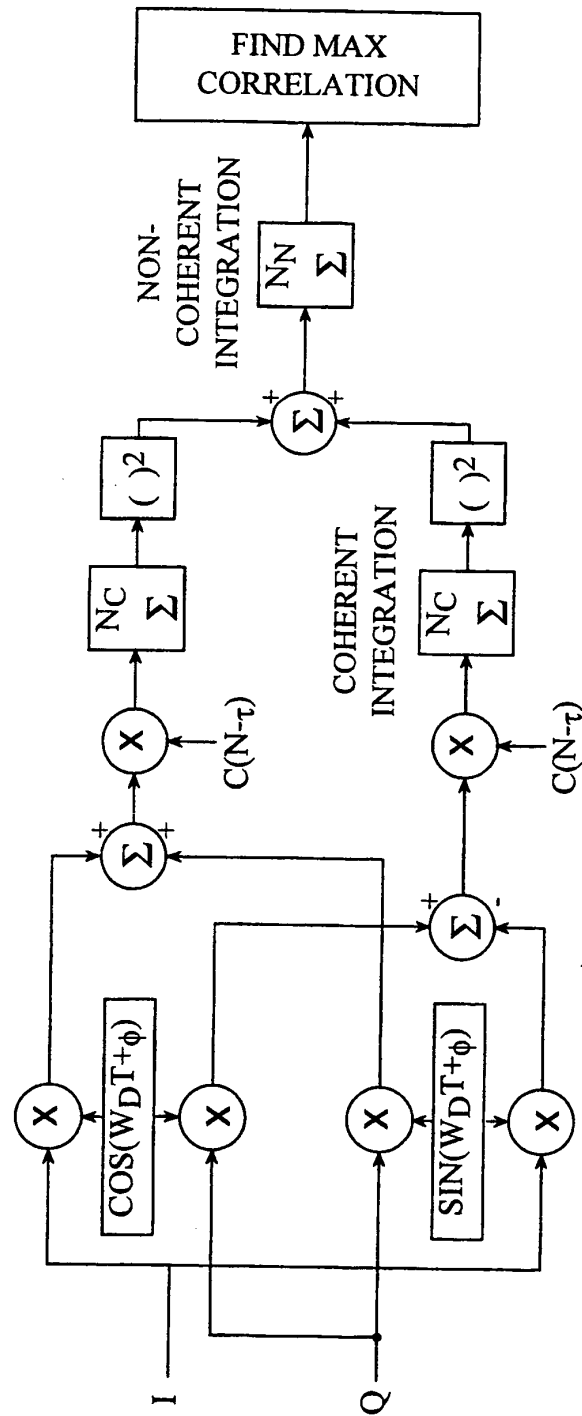 I
Q
X
COS(WDT+ϕ)
X
X
SIN(WDT+ϕ)
X
+
Σ
+
+
Σ
-
X
C(N-τ)
X
C(N-τ)
NC
Σ
COHERENT
INTEGRATION
NC
Σ
( )²
( )²
+
Σ
+
NON-
COHERENT
INTEGRATION
NN
Σ
FIND MAX
CORRELATION